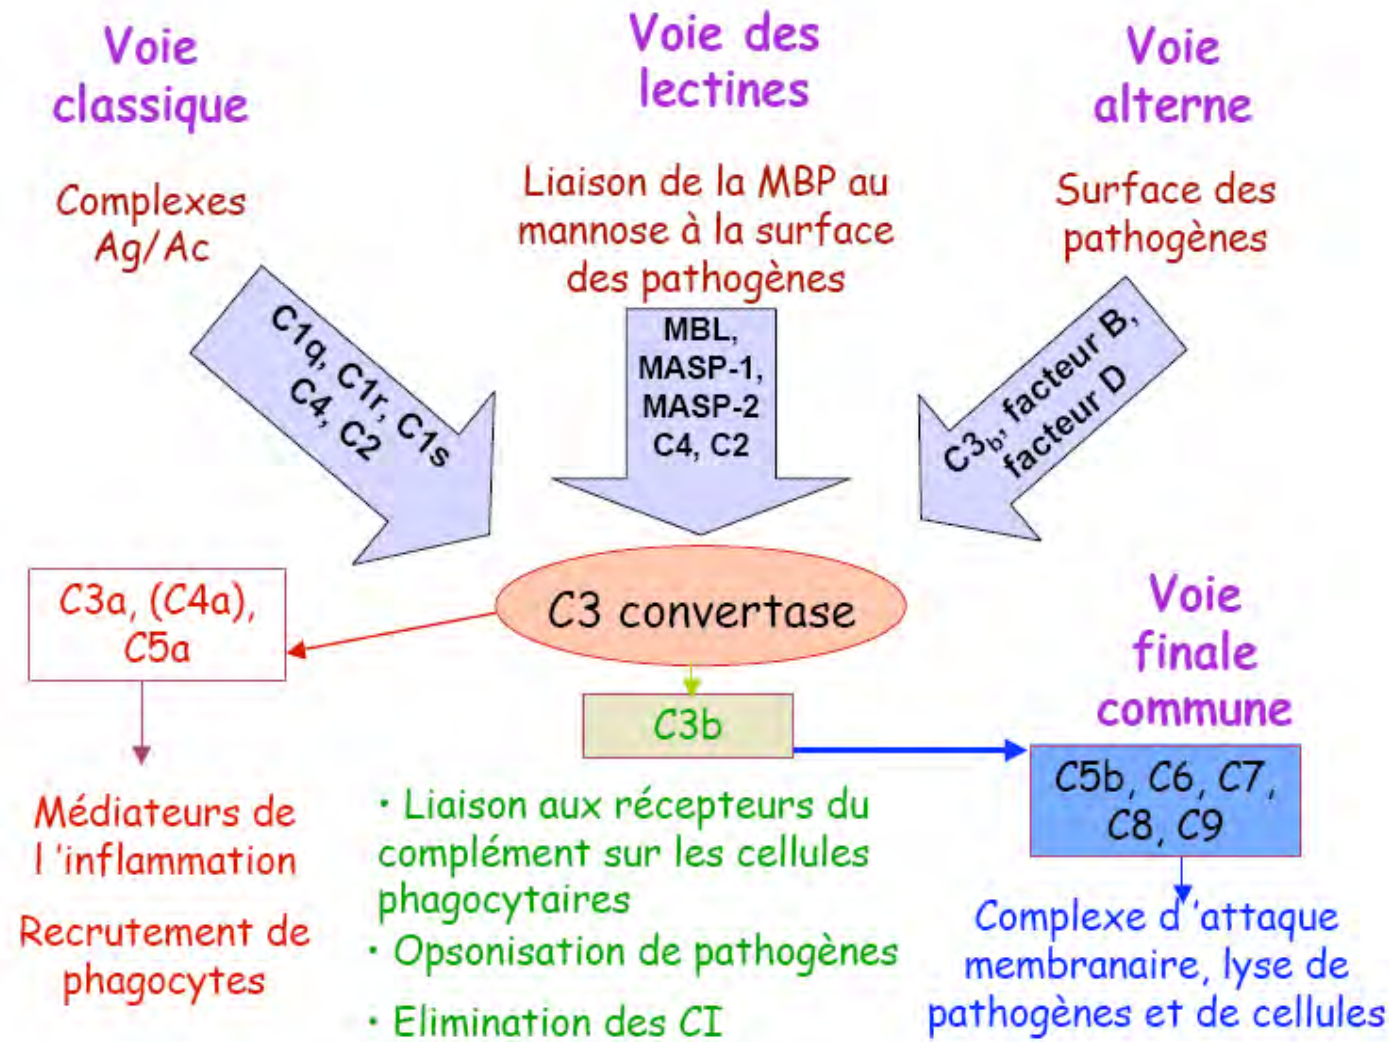 Voie
classique
Complexes
Ag/Ac
C1q, C1r, C1s
C4, C2
Voie des
lectines
Liaison de la MBP au
mannose à la surface
des pathogènes
MBL,
MASP-1,
MASP-2
C4, C2
Voie
alterne
Surface des
pathogènes
C3b, facteur B,
facteur D
C3 convertase
C3a, (C4a),
C5a
Médiateurs de
l 'inflammation
Recrutement de
phagocytes
C3b
· Liaison aux récepteurs du
complément sur les cellules
phagocytaires
· Opsonisation de pathogènes
· Elimination des CI
Voie
finale
commune
C5b, C6, C7,
C8, C9
Complexe d 'attaque
membranaire, lyse de
pathogènes et de cellules